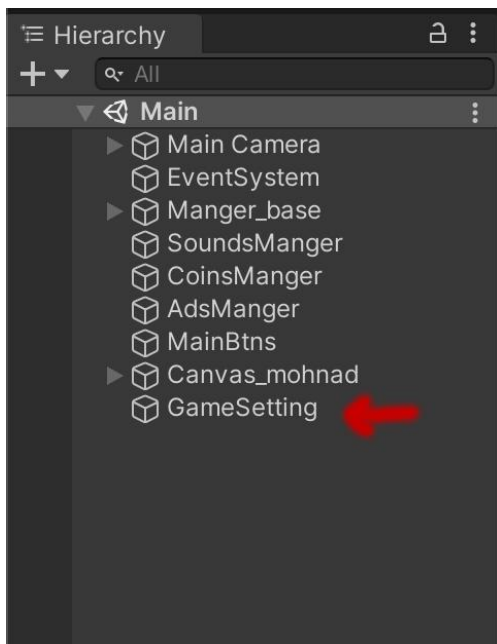 Hierarchy
All
Main
Main Camera
EventSystem
Manger_base
SoundsManger
CoinsManger
AdsManger
MainBtns
Canvas_mohnad
GameSetting